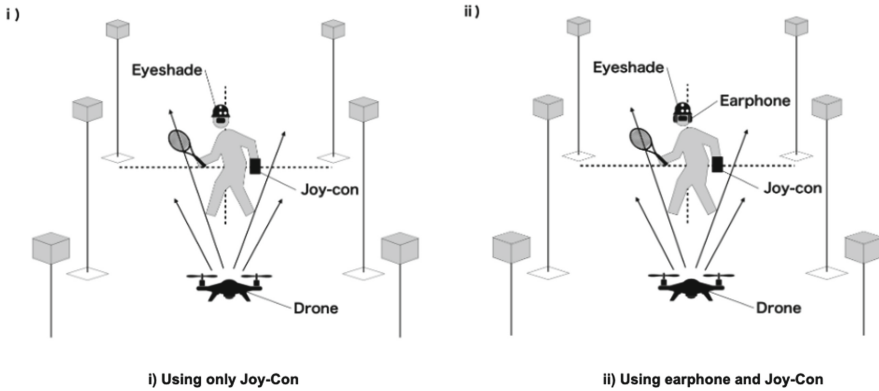 i )
Eyeshade
Joy-con
Drone
i) Using only Joy-Con
ii )
Eyeshade
Earphone
Joy-con
Drone
ii) Using earphone and Joy-Con